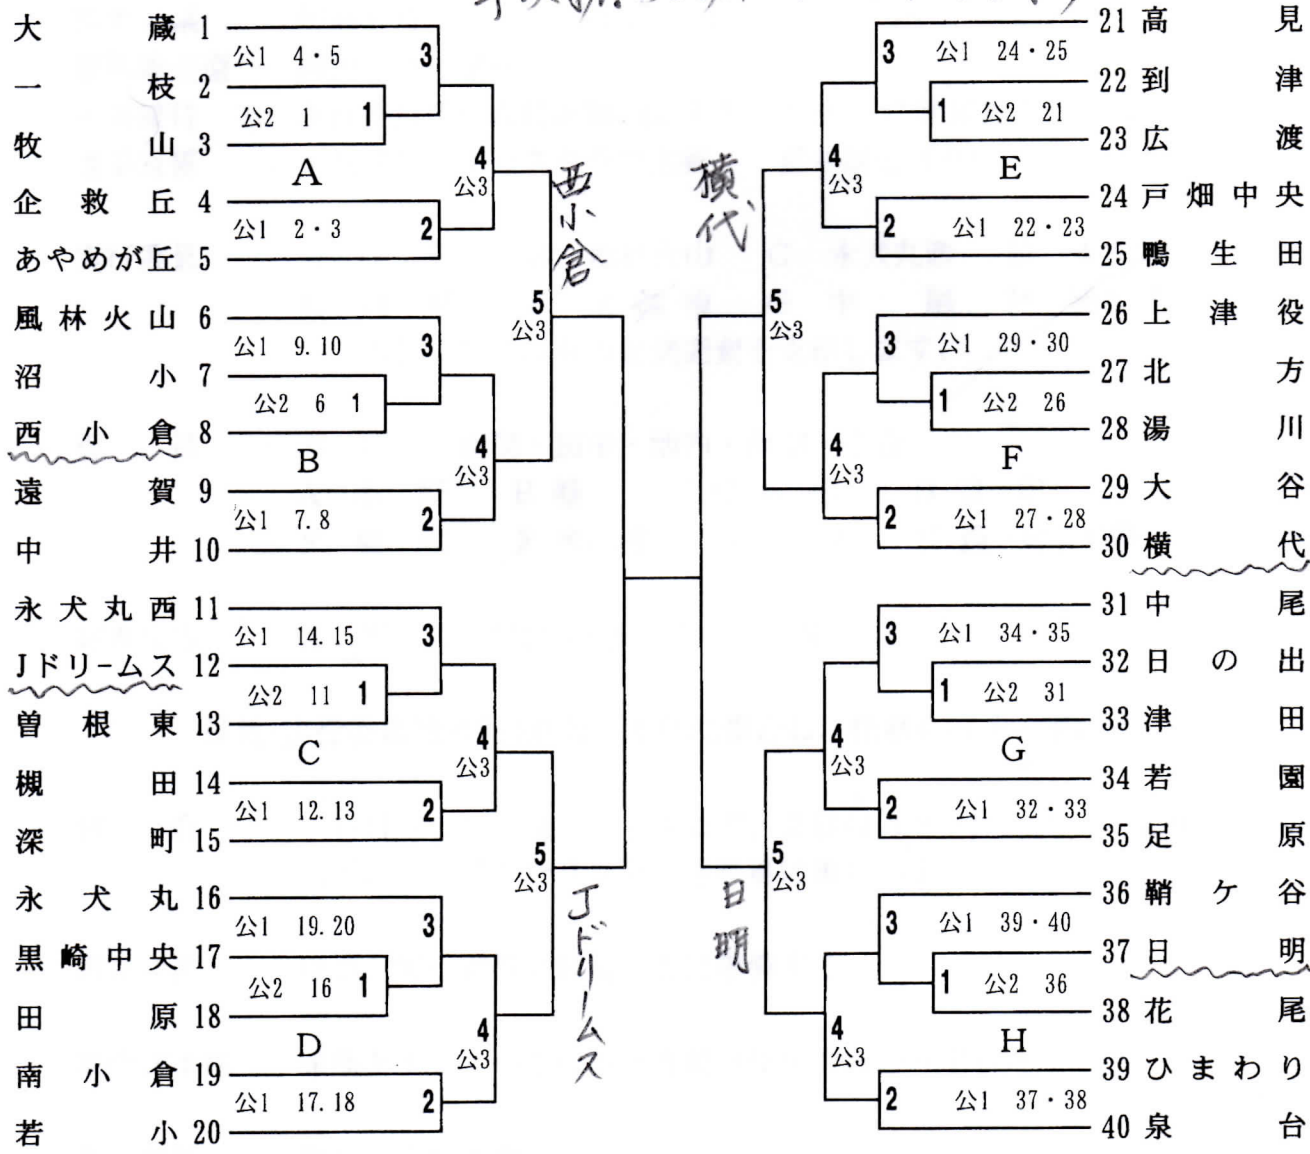 大蔵 1
公1 4・5 3
一枝 2
公2 1 1
牧山 3
A
4
公3
企救丘 4
公1 2・3 2
あやめが丘 5
西小倉
5
公3
風林火山 6
公1 9.10 3
沼小 7
公2 6 1
西小倉 8
B
4
公3
遠賀 9
公1 7.8 2
中井 10
永犬丸西 11
公1 14.15 3
Jドリームス 12
公2 11 1
曽根東 13
C
4
公3
槻田 14
公1 12.13 2
深町 15
5
公3
Jドリームス
永犬丸 16
公1 19.20 3
黒崎中央 17
公2 16 1
田原 18
D
4
公3
南小倉 19
公1 17.18 2
若小 20
21 高見
3 公1 24・25
22 到津
1 公2 21
23 広渡
E
4
公3
24 戸畑中央
2 公1 22・23
25 鴨生田
横代
5
公3
26 上津役
3 公1 29・30
27 北方
1 公2 26
28 湯川
F
4
公3
29 大谷
2 公1 27・28
30 横代
31 中尾
3 公1 34・35
32 日の出
1 公2 31
33 津田
G
4
公3
34 若園
2 公1 32・33
35 足原
5
公3
日明
36 鞘ケ谷
3 公1 39・40
37 日明
1 公2 36
38 花尾
H
4
公3
39 ひまわり
2 公1 37・38
40 泉台